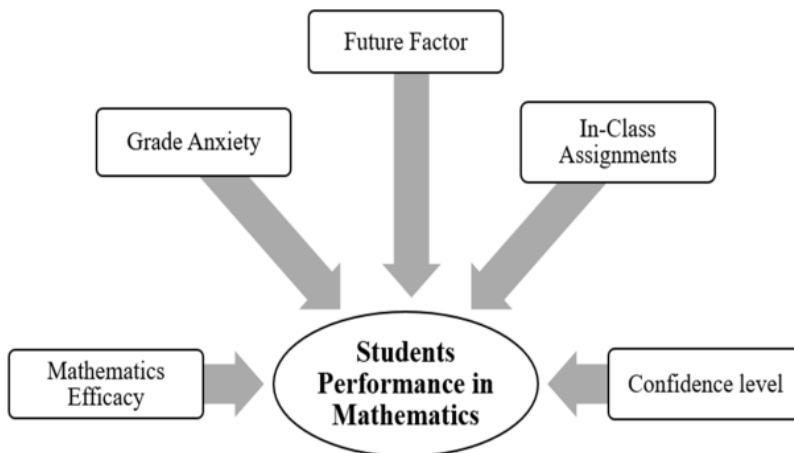 Future Factor
Grade Anxiety
In-Class
Assignments
Mathematics
Efficacy
Students
Performance in
Mathematics
Confidence level